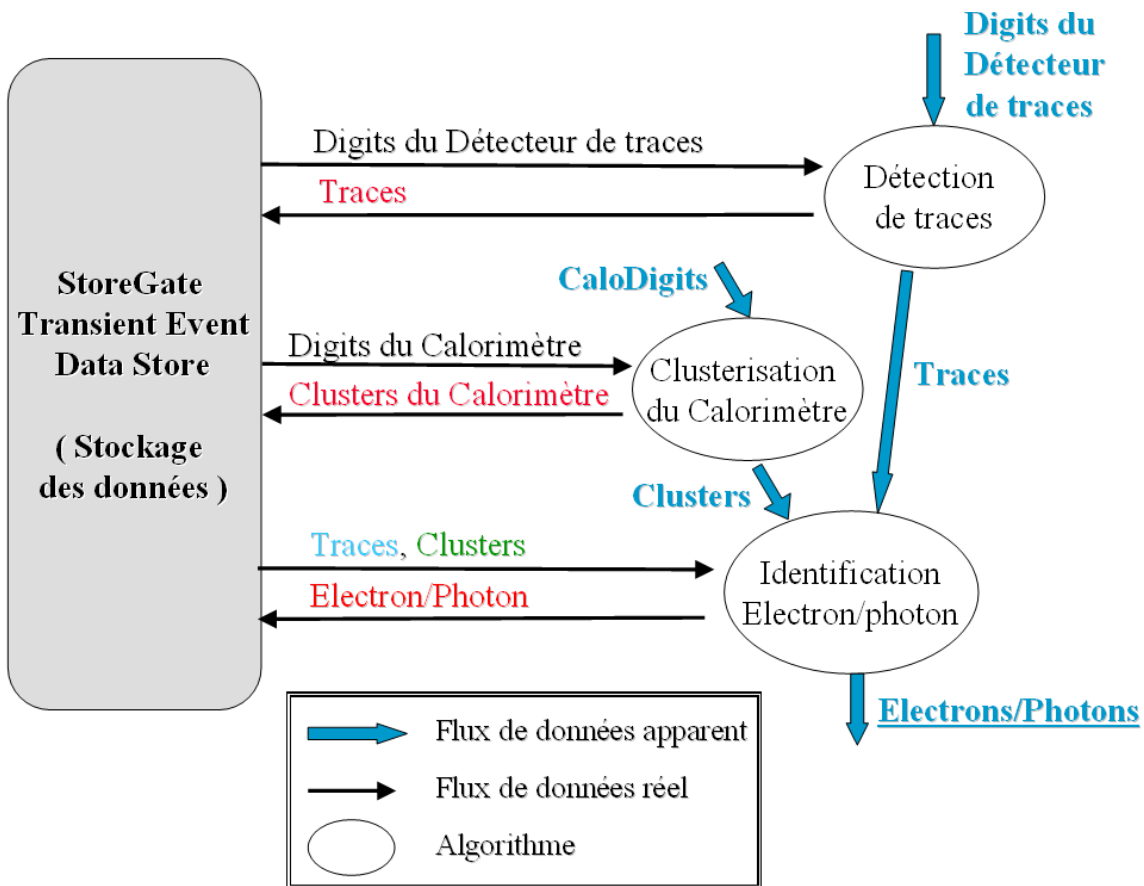 Digits du
Détecteur
de traces
Digits du Détecteur de traces
Traces
Détection
de traces
StoreGate
Transient Event
Data Store
( Stockage
des données )
CaloDigits
Digits du Calorimètre
Clusters du Calorimètre
Clusterisation
du Calorimètre
Traces
Clusters
Traces, Clusters
Electron/Photon
Identification
Electron/photon
Electrons/Photons
Flux de données apparent
Flux de données réel
Algorithme